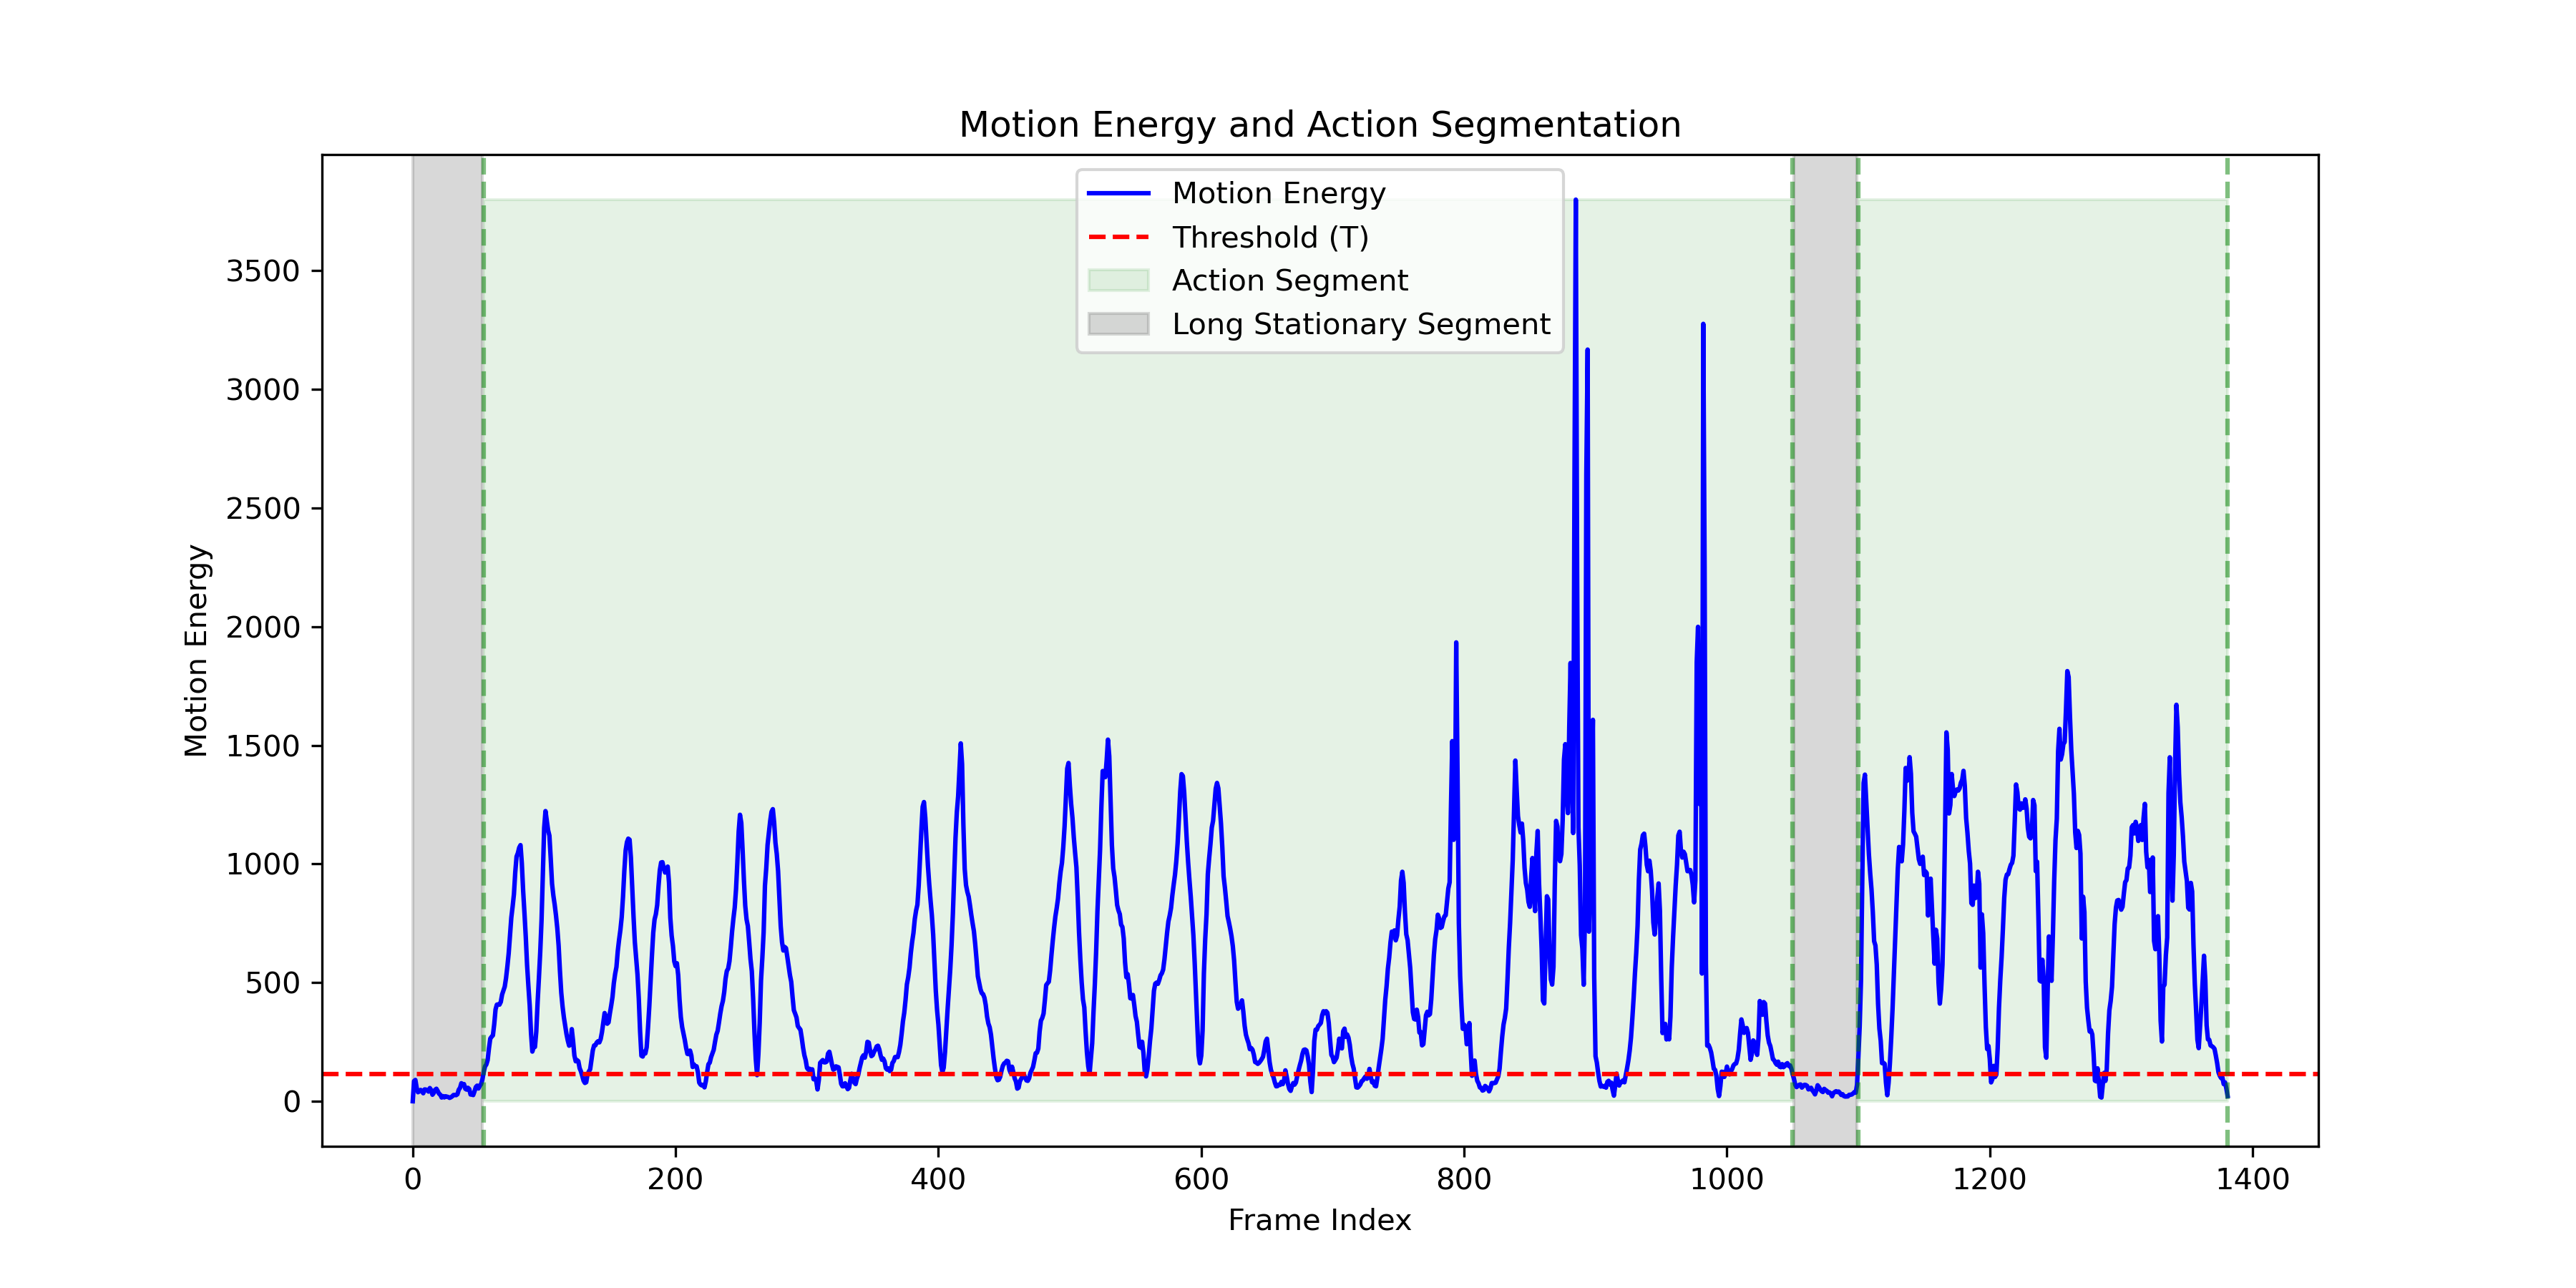 Motion Energy and Action Segmentation
Motion Energy
Threshold (T)
Action Segment
Long Stationary Segment
Motion Energy
3500
3000
2500
2000
1500
1000
500
0
0 200 400 600 800 1000 1200 1400
Frame Index